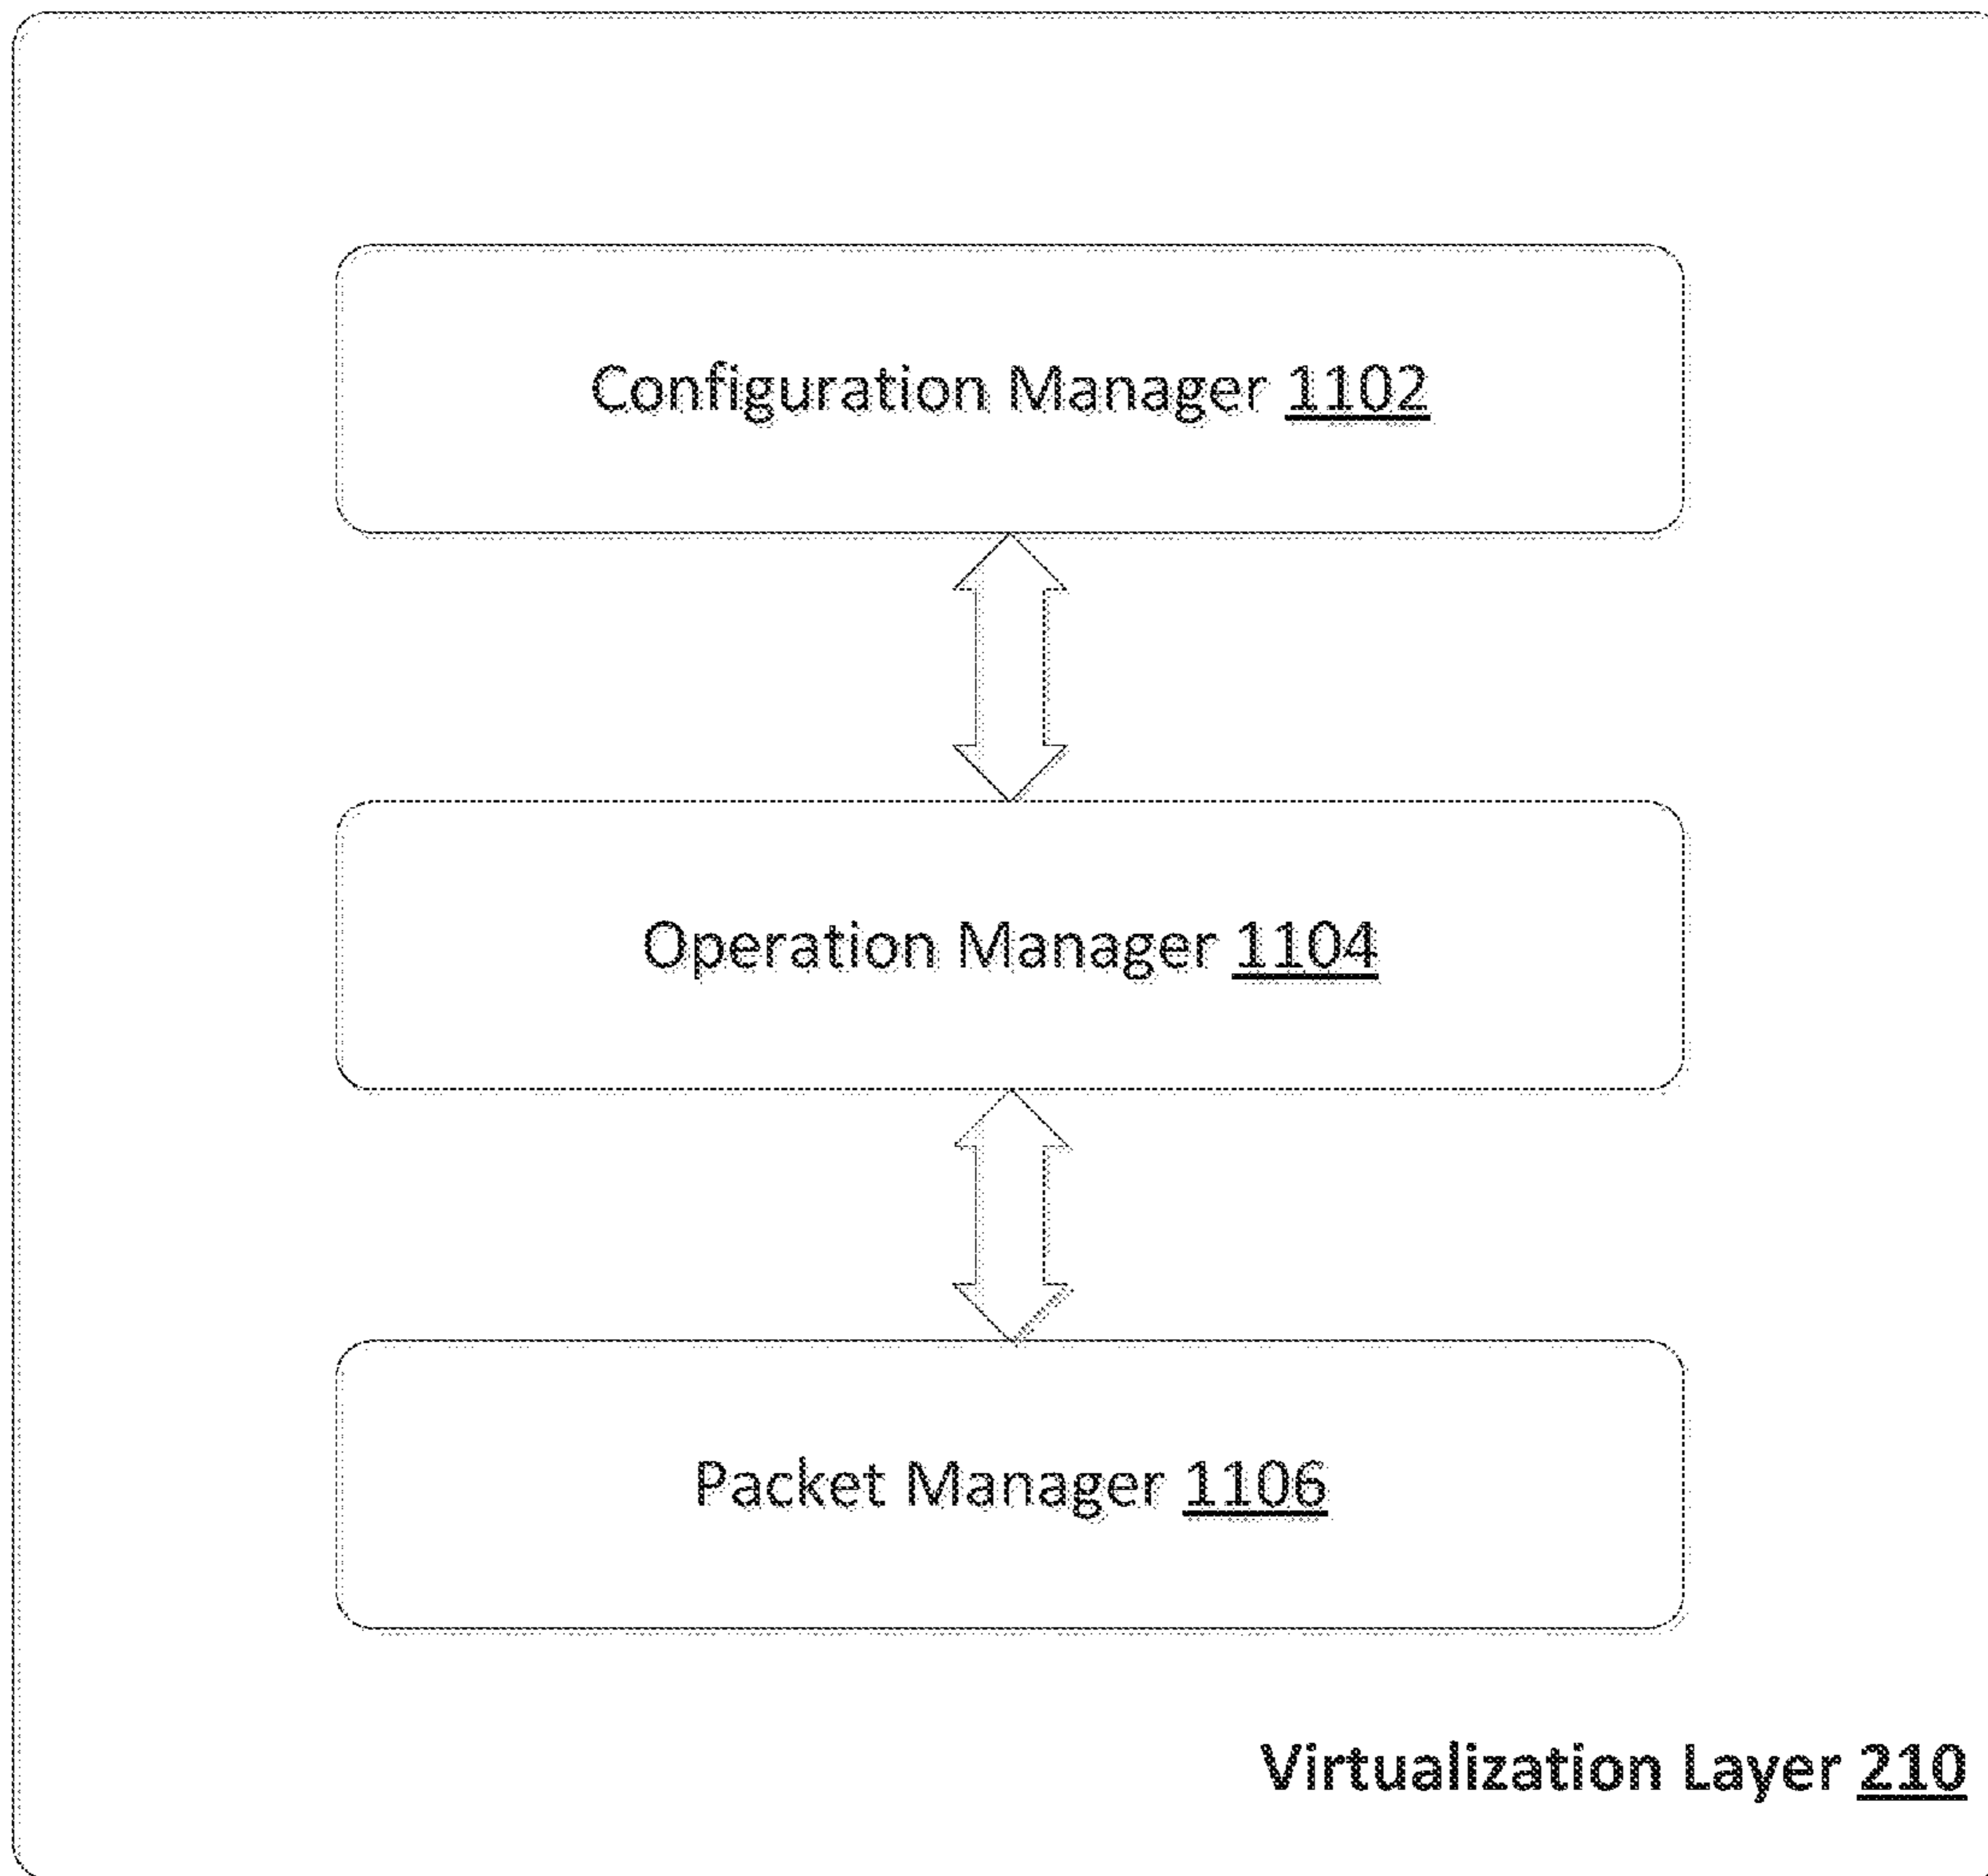 Configuration Manager 1102
Operation Manager 1104
Packet Manager 1106
Virtualization Layer 210